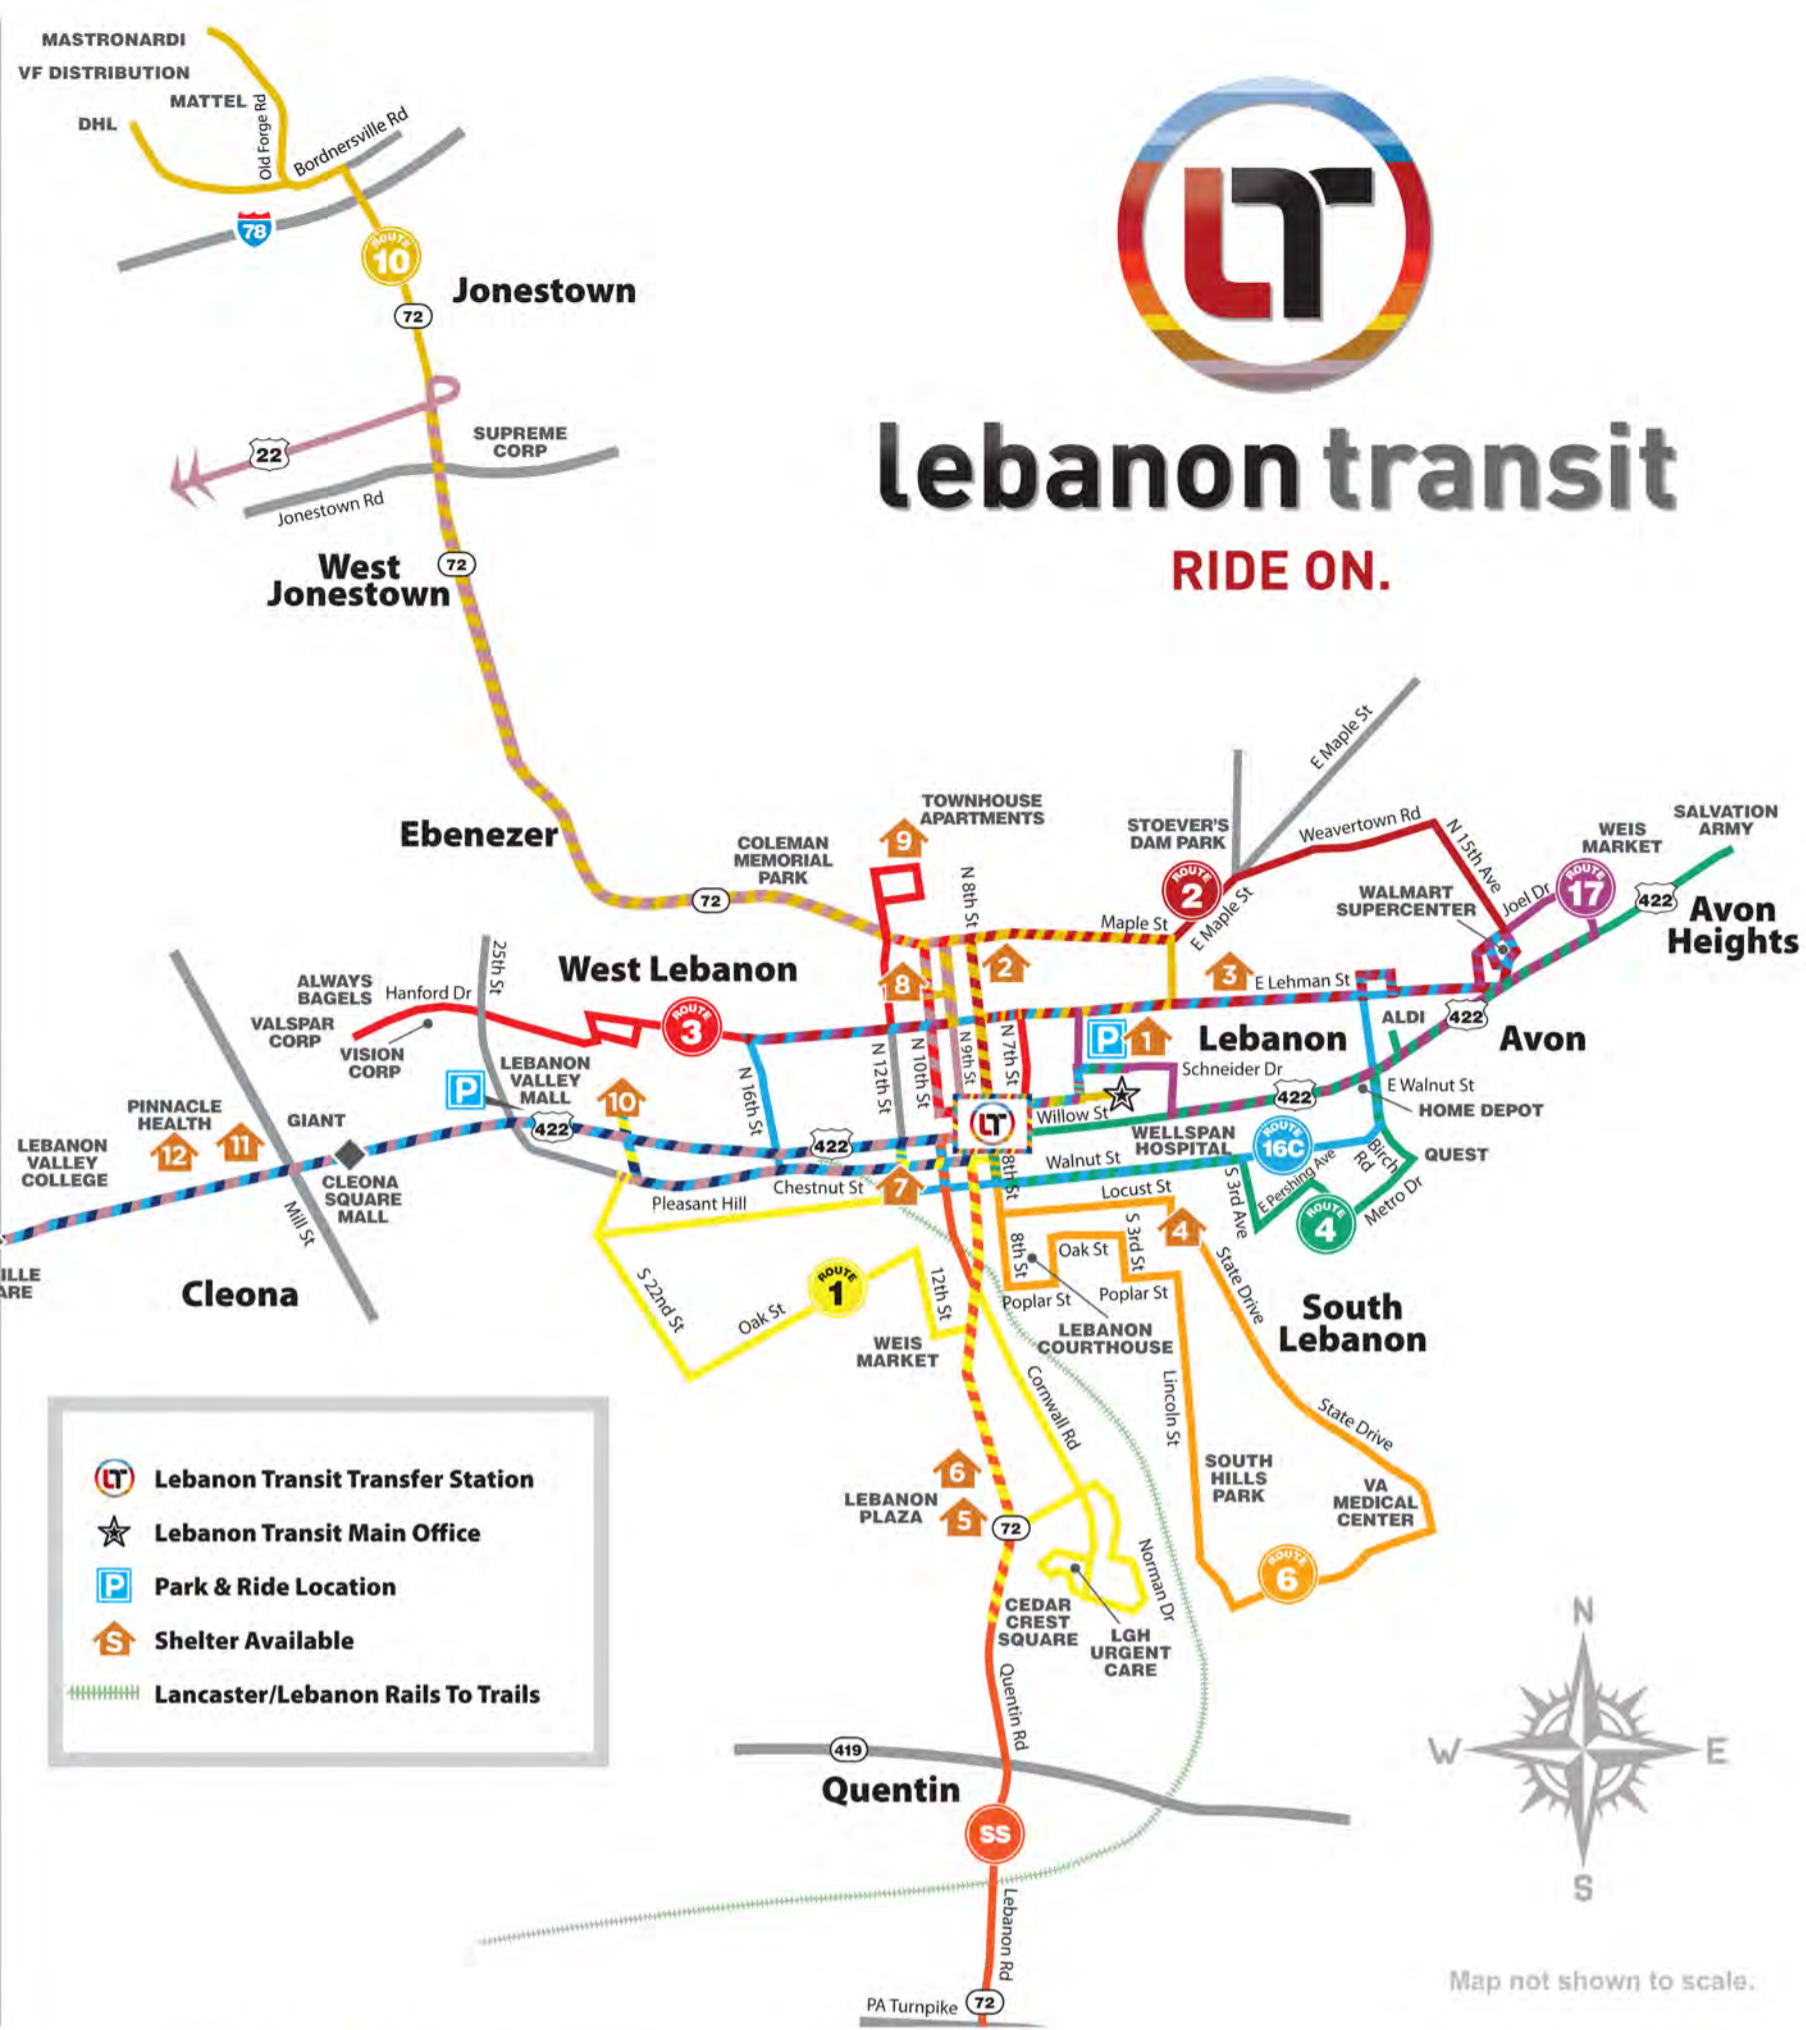 MASTRONARDI
VF DISTRIBUTION
MATTEL
DHL
Old Forge Rd
Bordnersville Rd
78
ROUTE
10
Jonestown
72
22
SUPREME
CORP
Jonestown Rd
West
Jonestown
72
LT
lebanon transit
RIDE ON.
Ebenezer
COLEMAN
MEMORIAL
PARK
72
TOWNHOUSE
APARTMENTS
9
N 8th St
STOEVER'S
DAM PARK
E Maple St
Weavertown Rd
N 15th Ave
ROUTE
2
Maple St
E Maple St
WALMART
SUPERCENTER
Joel Dr
ROUTE
17
WEIS
MARKET
SALVATION
ARMY
422
Avon
Heights
West Lebanon
25th St
ALWAYS
BAGELS
Hanford Dr
VALSPAR
CORP
VISION
CORP
ROUTE
3
8
2
3
E Lehman St
422
ALDI
Avon
P
1
Lebanon
N 16th St
N 12th St
N 10th St
N 9th St
N 7th St
Schneider Dr
422
E Walnut St
HOME DEPOT
LT
Willow St
P
LEBANON
VALLEY
MALL
10
422
422
PINNACLE
HEALTH
12
11
GIANT
LEBANON
VALLEY
COLLEGE
CLEONA
SQUARE
MALL
Mill St
Cleona
ILLE
ARE
Pleasant Hill
Chestnut St
7
8th St
Walnut St
WELLSPAN
HOSPITAL
ROUTE
16C
Birch
Rd
QUEST
S 3rd Ave
E Pershing Ave
Metro Dr
ROUTE
4
Locust St
4
S 3rd St
8th St
Oak St
Poplar St
Poplar St
LEBANON
COURTHOUSE
State Drive
South
Lebanon
S 22nd St
Oak St
ROUTE
1
12th St
WEIS
MARKET
Cornwall Rd
Lincoln St
State Drive
SOUTH
HILLS
PARK
VA
MEDICAL
CENTER
ROUTE
6
6
LEBANON
PLAZA
5
72
Norman Dr
CEDAR
CREST
SQUARE
LGH
URGENT
CARE
Quentin Rd
419
Quentin
SS
Lebanon Rd
PA Turnpike
72
LT
Lebanon Transit Transfer Station
Lebanon Transit Main Office
P
Park & Ride Location
S
Shelter Available
Lancaster/Lebanon Rails To Trails
N
W
E
S
Map not shown to scale.